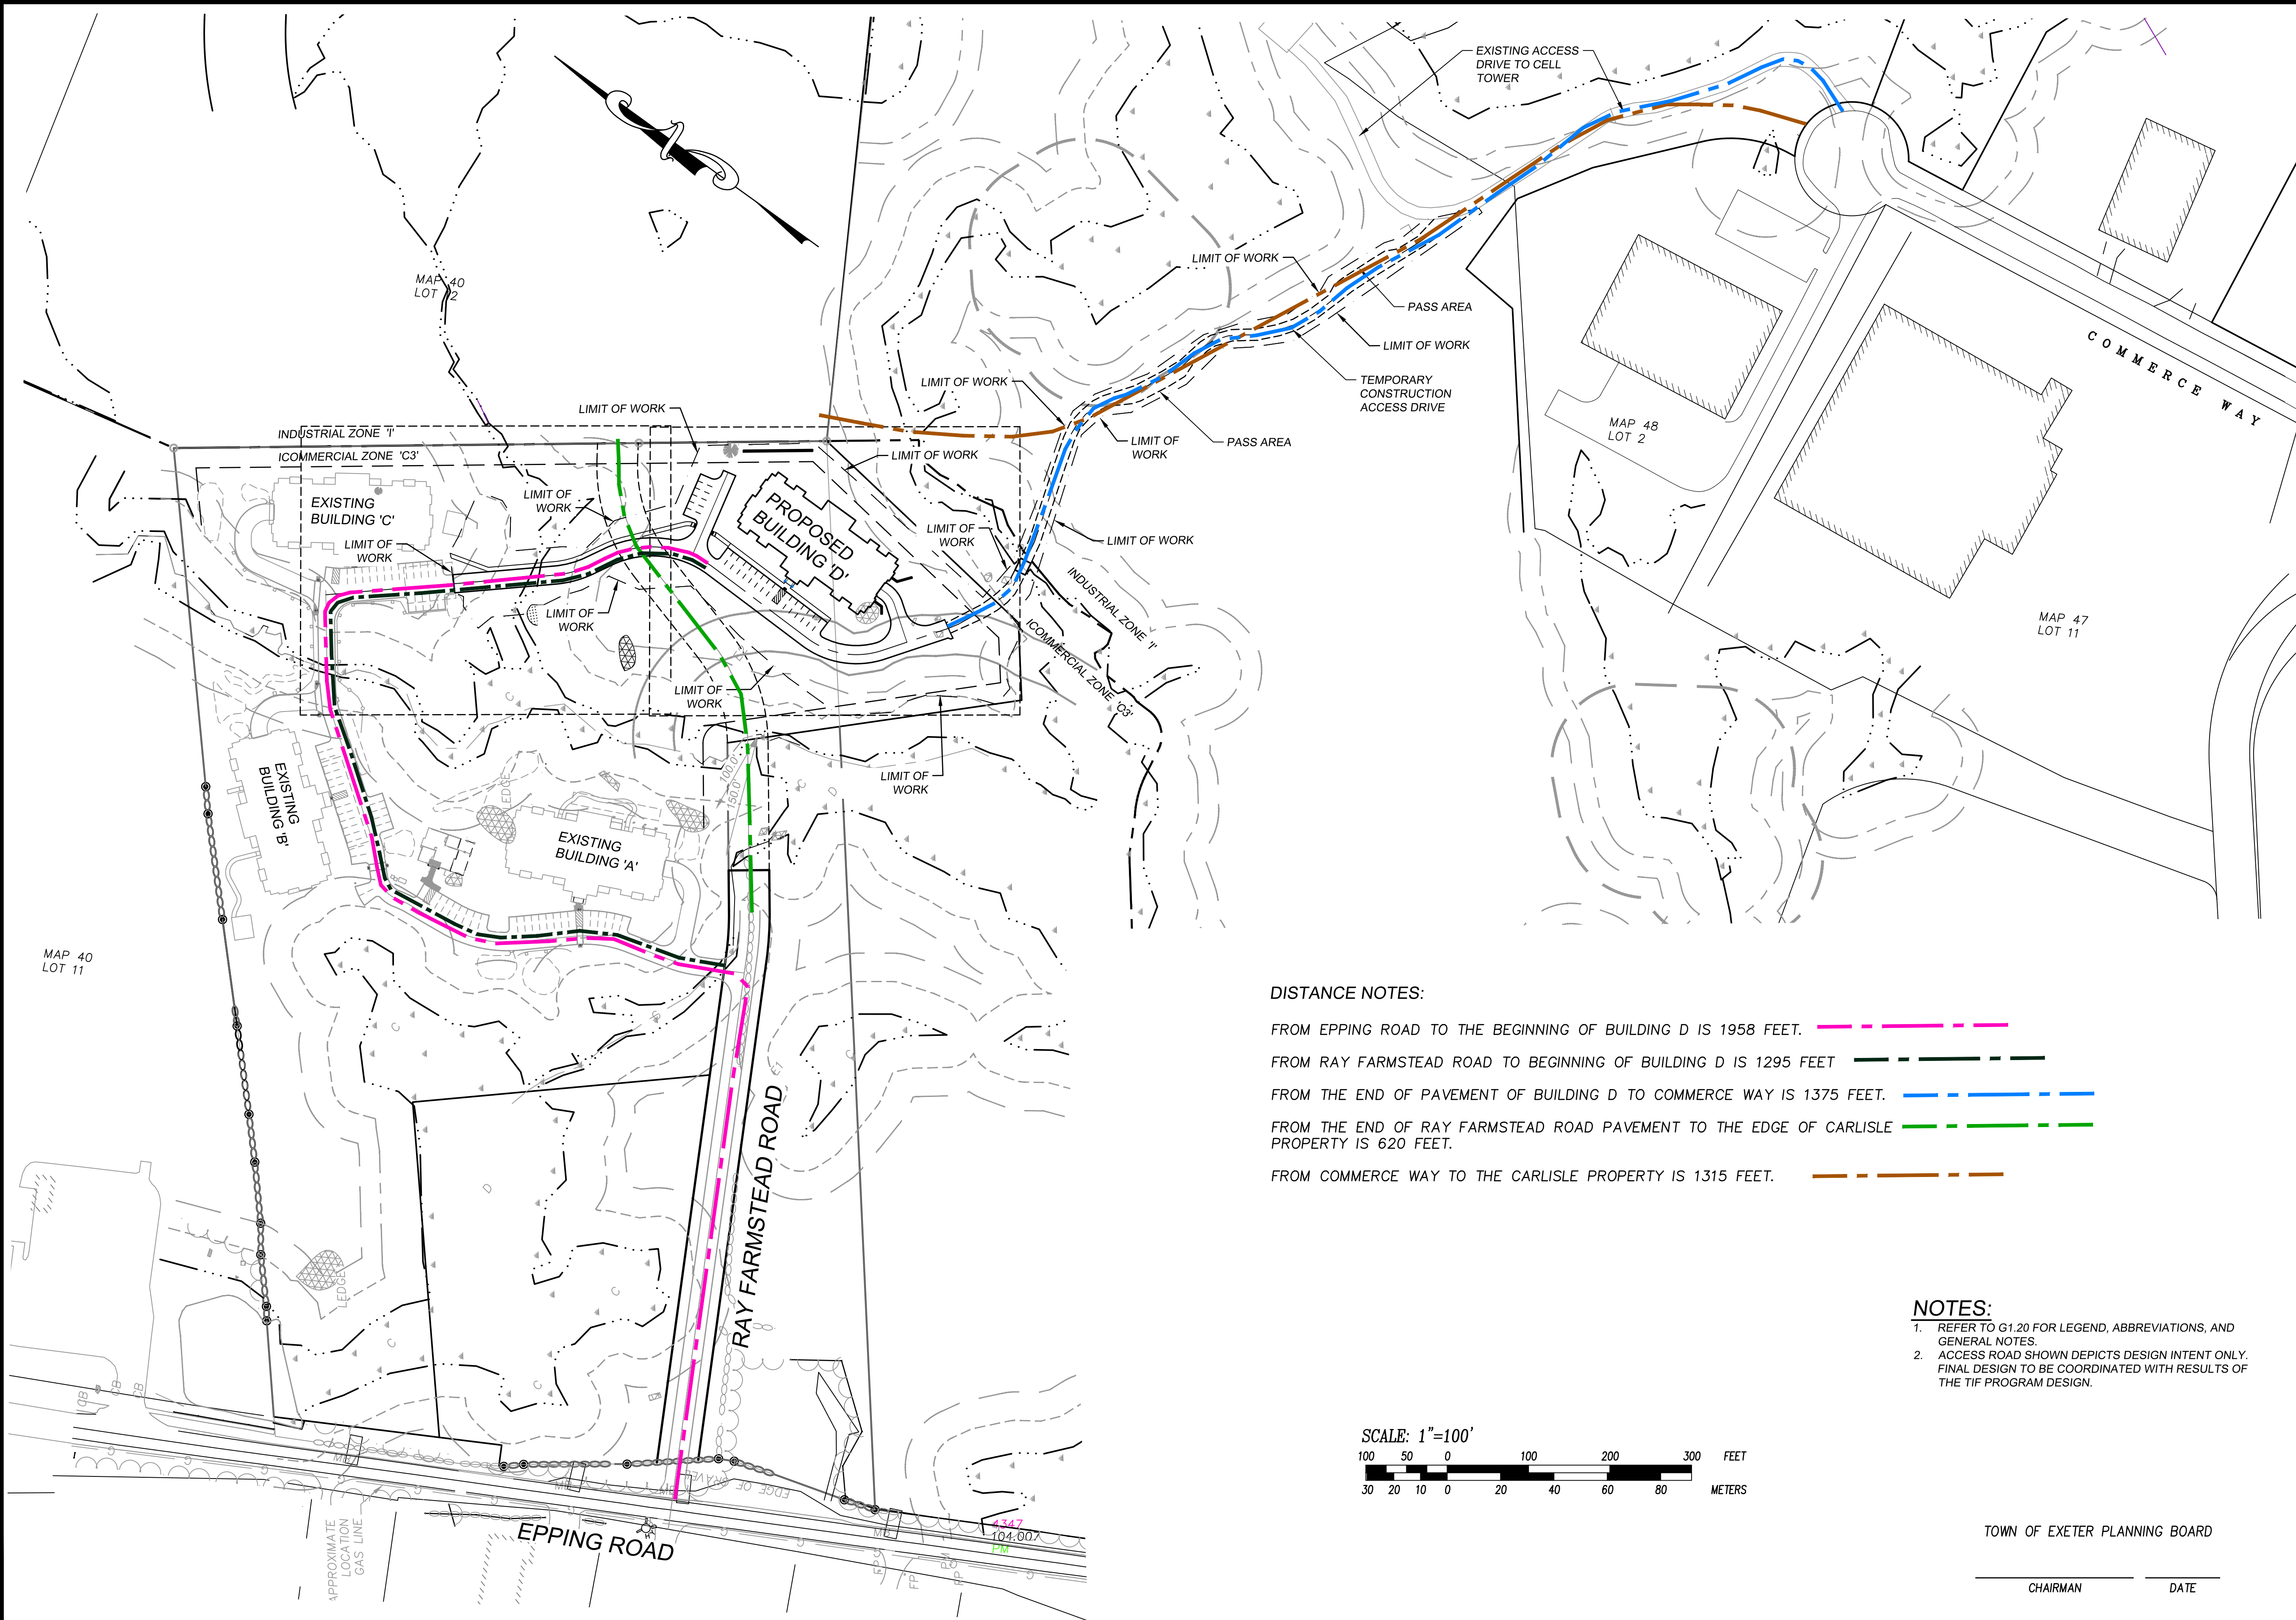 EXISTING ACCESS
DRIVE TO CELL
TOWER
MAP 40
LOT 12
LIMIT OF WORK
PASS AREA
LIMIT OF WORK
TEMPORARY
CONSTRUCTION
ACCESS DRIVE
COMMERCE WAY
LIMIT OF WORK
LIMIT OF WORK
INDUSTRIAL ZONE 'I'
ICOMMERCIAL ZONE 'C3'
LIMIT OF WORK
LIMIT OF
WORK
PASS AREA
MAP 48
LOT 2
EXISTING
BUILDING 'C'
LIMIT OF
WORK
PROPOSED
BUILDING 'D'
LIMIT OF
WORK
LIMIT OF WORK
LIMIT OF
WORK
INDUSTRIAL ZONE 'I'
ICOMMERCIAL ZONE 'C3'
LIMIT OF
WORK
MAP 47
LOT 11
LIMIT OF
WORK
LIMIT OF
WORK
100.0'
150.0'
C
D
C
LEDGE
EXISTING
BUILDING 'B'
EXISTING
BUILDING 'A'
MAP 40
LOT 11
DISTANCE NOTES:
FROM EPPING ROAD TO THE BEGINNING OF BUILDING D IS 1958 FEET.
FROM RAY FARMSTEAD ROAD TO BEGINNING OF BUILDING D IS 1295 FEET
FROM THE END OF PAVEMENT OF BUILDING D TO COMMERCE WAY IS 1375 FEET.
FROM THE END OF RAY FARMSTEAD ROAD PAVEMENT TO THE EDGE OF CARLISLE
PROPERTY IS 620 FEET.
FROM COMMERCE WAY TO THE CARLISLE PROPERTY IS 1315 FEET.
RAY FARMSTEAD ROAD
LEDGE
NOTES:
1. REFER TO G1.20 FOR LEGEND, ABBREVIATIONS, AND
GENERAL NOTES.
2. ACCESS ROAD SHOWN DEPICTS DESIGN INTENT ONLY.
FINAL DESIGN TO BE COORDINATED WITH RESULTS OF
THE TIF PROGRAM DESIGN.
CB
CB
CB
SCALE: 1"=100'
100 50 0 100 200 300 FEET
30 20 10 0 20 40 60 80 METERS
EDGE OF GRAVEL
EPPING ROAD
APPROXIMATE
LOCATION
GAS LINE
4347
104.007
PM
TOWN OF EXETER PLANNING BOARD
CHAIRMAN DATE